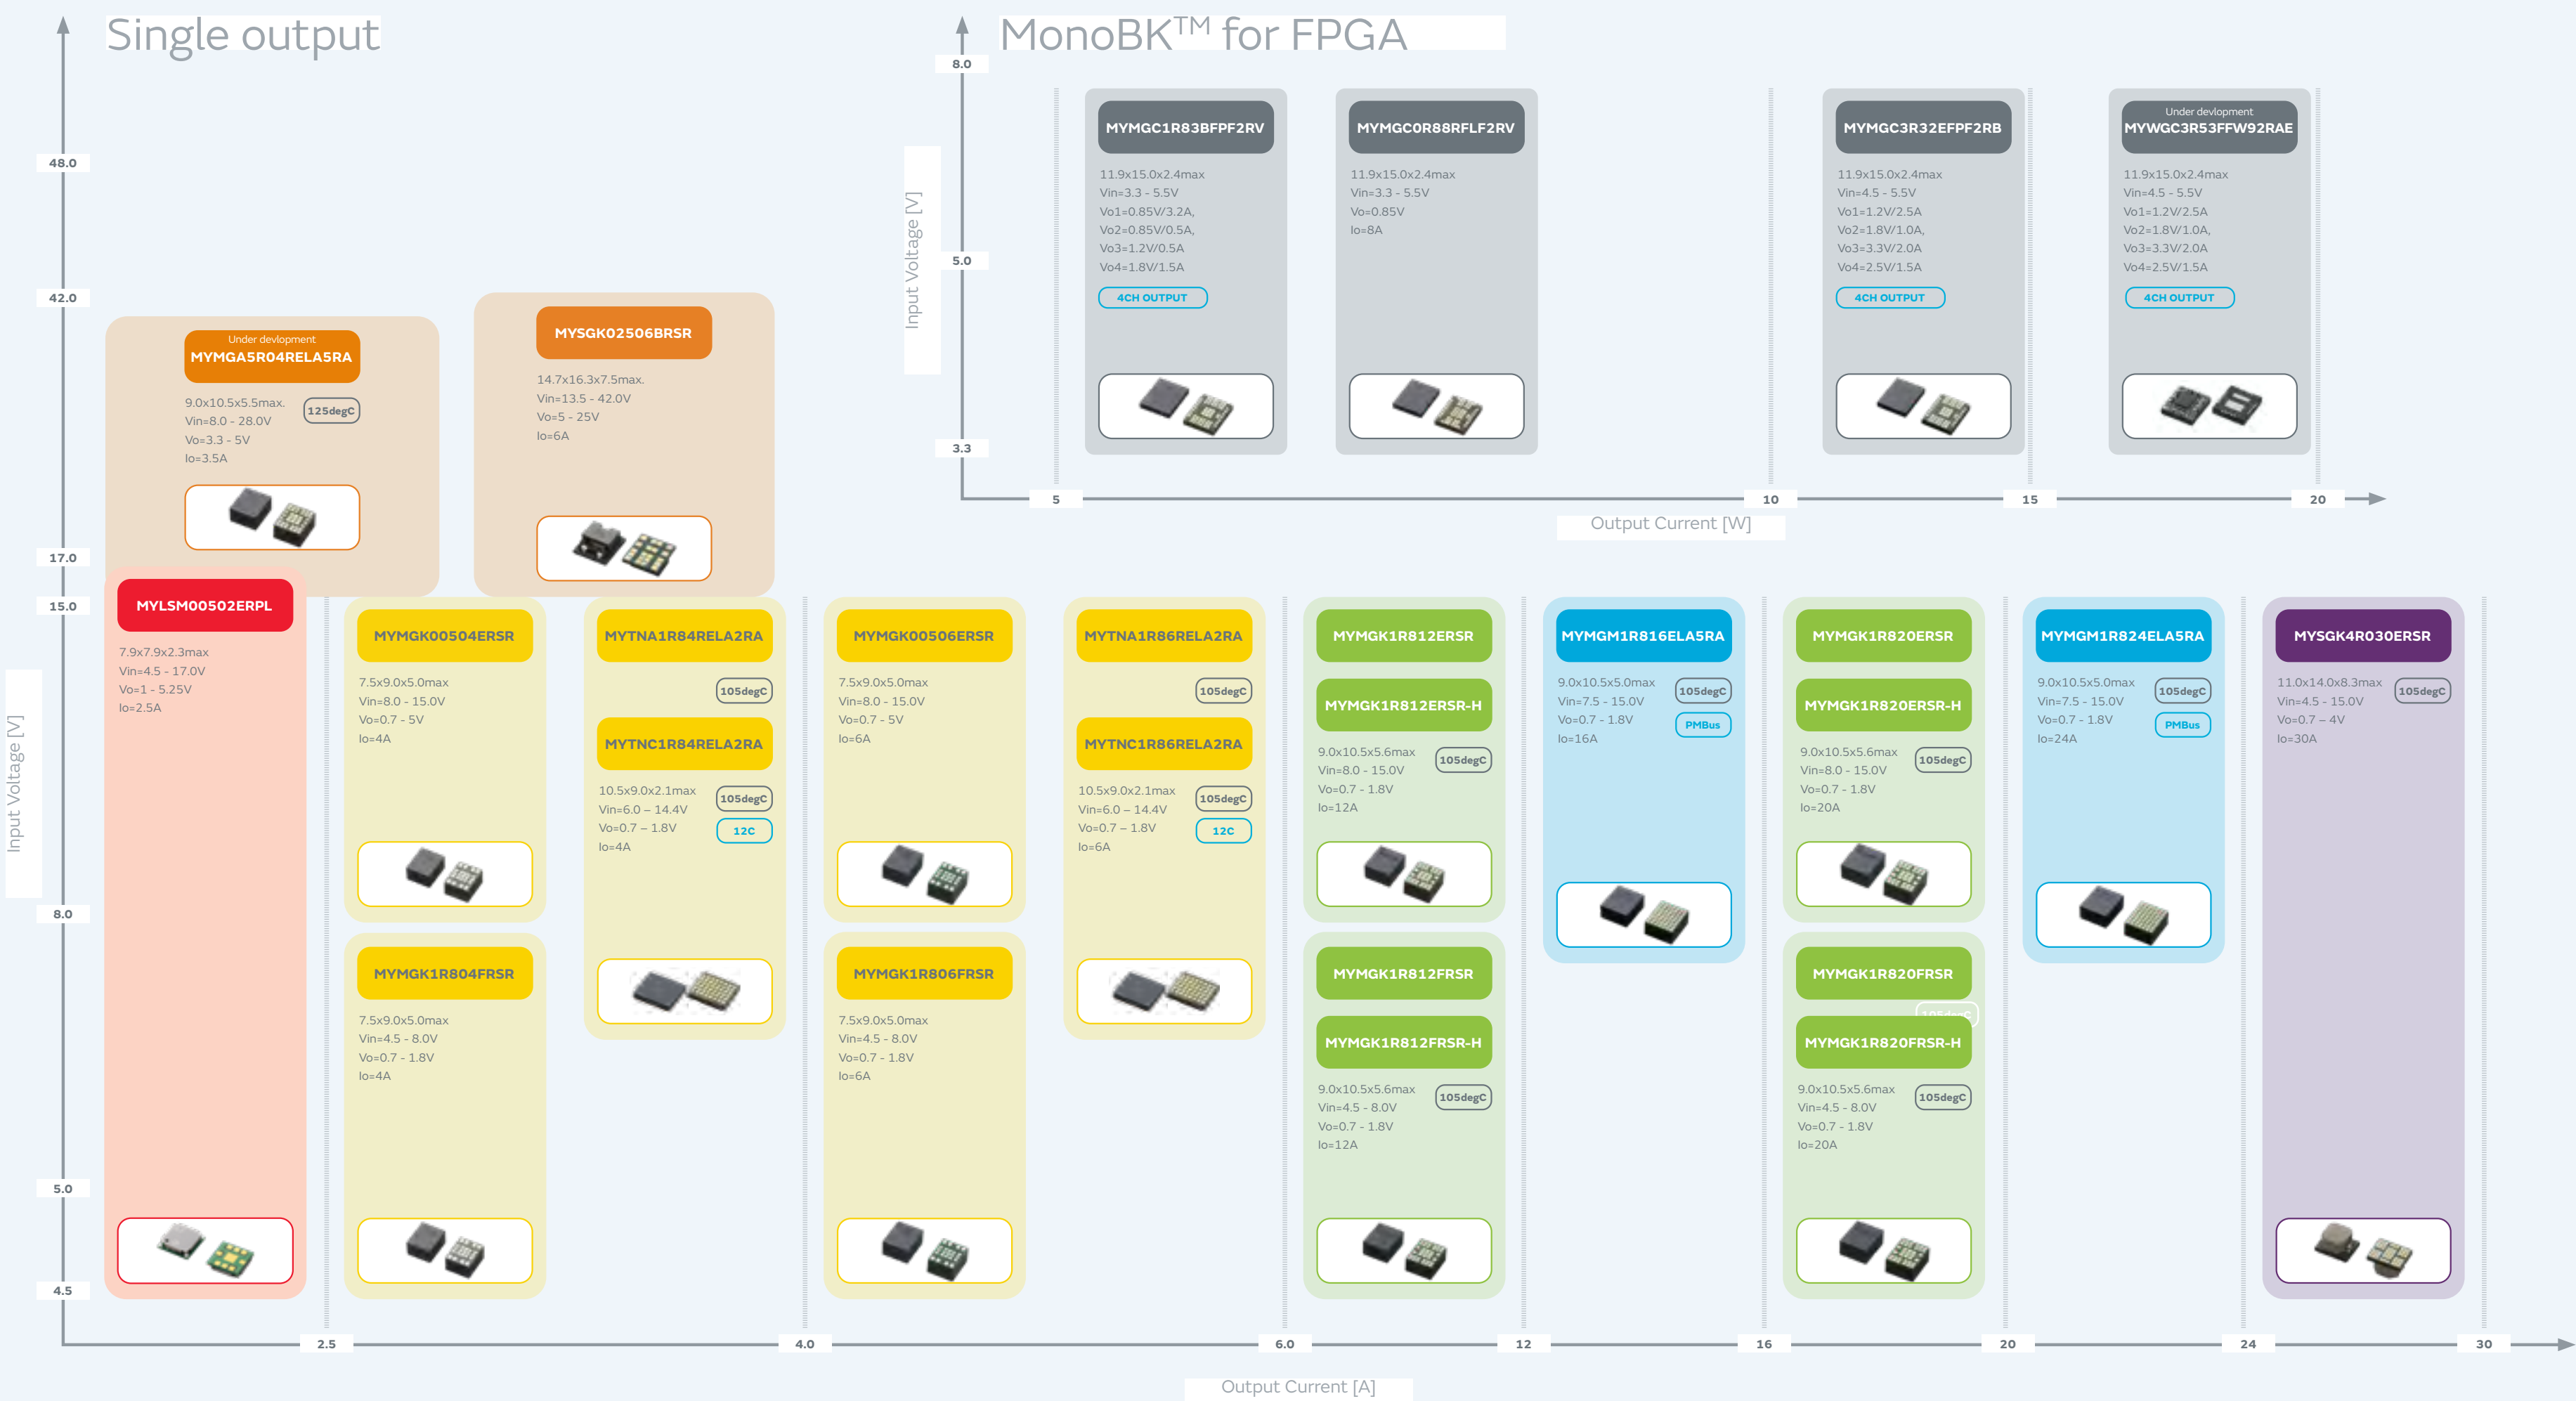 Single output
48.0
42.0
17.0
15.0
8.0
5.0
4.5
Input Voltage [V]
Under devlopment
MYMGA5R04RELA5RA
9.0x10.5x5.5max.
125degC
Vin=8.0 - 28.0V
Vo=3.3 - 5V
Io=3.5A
MYSGK02506BRSR
14.7x16.3x7.5max.
Vin=13.5 - 42.0V
Vo=5 - 25V
Io=6A
MonoBK™ for FPGA
8.0
5.0
3.3
Input Voltage [V]
MYMGC1R83BFPF2RV
11.9x15.0x2.4max
Vin=3.3 - 5.5V
Vo1=0.85V/3.2A,
Vo2=0.85V/0.5A,
Vo3=1.2V/0.5A
Vo4=1.8V/1.5A
4CH OUTPUT
MYMGC0R88RFLF2RV
11.9x15.0x2.4max
Vin=3.3 - 5.5V
Vo=0.85V
Io=8A
MYMGC3R32EFPF2RB
11.9x15.0x2.4max
Vin=4.5 - 5.5V
Vo1=1.2V/2.5A
Vo2=1.8V/1.0A,
Vo3=3.3V/2.0A
Vo4=2.5V/1.5A
4CH OUTPUT
Under devlopment
MYWGC3R53FFW92RAE
11.9x15.0x2.4max
Vin=4.5 - 5.5V
Vo1=1.2V/2.5A
Vo2=1.8V/1.0A,
Vo3=3.3V/2.0A
Vo4=2.5V/1.5A
4CH OUTPUT
5
10
15
20
Output Current [W]
MYLSM00502ERPL
7.9x7.9x2.3max
Vin=4.5 - 17.0V
Vo=1 - 5.25V
Io=2.5A
MYMGK00504ERSR
7.5x9.0x5.0max
Vin=8.0 - 15.0V
Vo=0.7 - 5V
Io=4A
MYMGK1R804FRSR
7.5x9.0x5.0max
Vin=4.5 - 8.0V
Vo=0.7 - 1.8V
Io=4A
MYTNA1R84RELA2RA
105degC
MYTNC1R84RELA2RA
10.5x9.0x2.1max
105degC
Vin=6.0 – 14.4V
Vo=0.7 – 1.8V
12C
Io=4A
MYMGK00506ERSR
7.5x9.0x5.0max
Vin=8.0 - 15.0V
Vo=0.7 - 5V
Io=6A
MYMGK1R806FRSR
7.5x9.0x5.0max
Vin=4.5 - 8.0V
Vo=0.7 - 1.8V
Io=6A
MYTNA1R86RELA2RA
105degC
MYTNC1R86RELA2RA
10.5x9.0x2.1max
105degC
Vin=6.0 – 14.4V
Vo=0.7 – 1.8V
12C
Io=6A
MYMGK1R812ERSR
MYMGK1R812ERSR-H
9.0x10.5x5.6max
105degC
Vin=8.0 - 15.0V
Vo=0.7 - 1.8V
Io=12A
MYMGK1R812FRSR
MYMGK1R812FRSR-H
9.0x10.5x5.6max
105degC
Vin=4.5 - 8.0V
Vo=0.7 - 1.8V
Io=12A
MYMGM1R816ELA5RA
9.0x10.5x5.0max
105degC
Vin=7.5 - 15.0V
Vo=0.7 - 1.8V
PMBus
Io=16A
MYMGK1R820ERSR
MYMGK1R820ERSR-H
9.0x10.5x5.6max
105degC
Vin=8.0 - 15.0V
Vo=0.7 - 1.8V
Io=20A
MYMGK1R820FRSR
105degC
MYMGK1R820FRSR-H
9.0x10.5x5.6max
105degC
Vin=4.5 - 8.0V
Vo=0.7 - 1.8V
Io=20A
MYMGM1R824ELA5RA
9.0x10.5x5.0max
105degC
Vin=7.5 - 15.0V
Vo=0.7 - 1.8V
PMBus
Io=24A
MYSGK4R030ERSR
11.0x14.0x8.3max
105degC
Vin=4.5 - 15.0V
Vo=0.7 – 4V
Io=30A
2.5
4.0
6.0
12
16
20
24
30
Output Current [A]